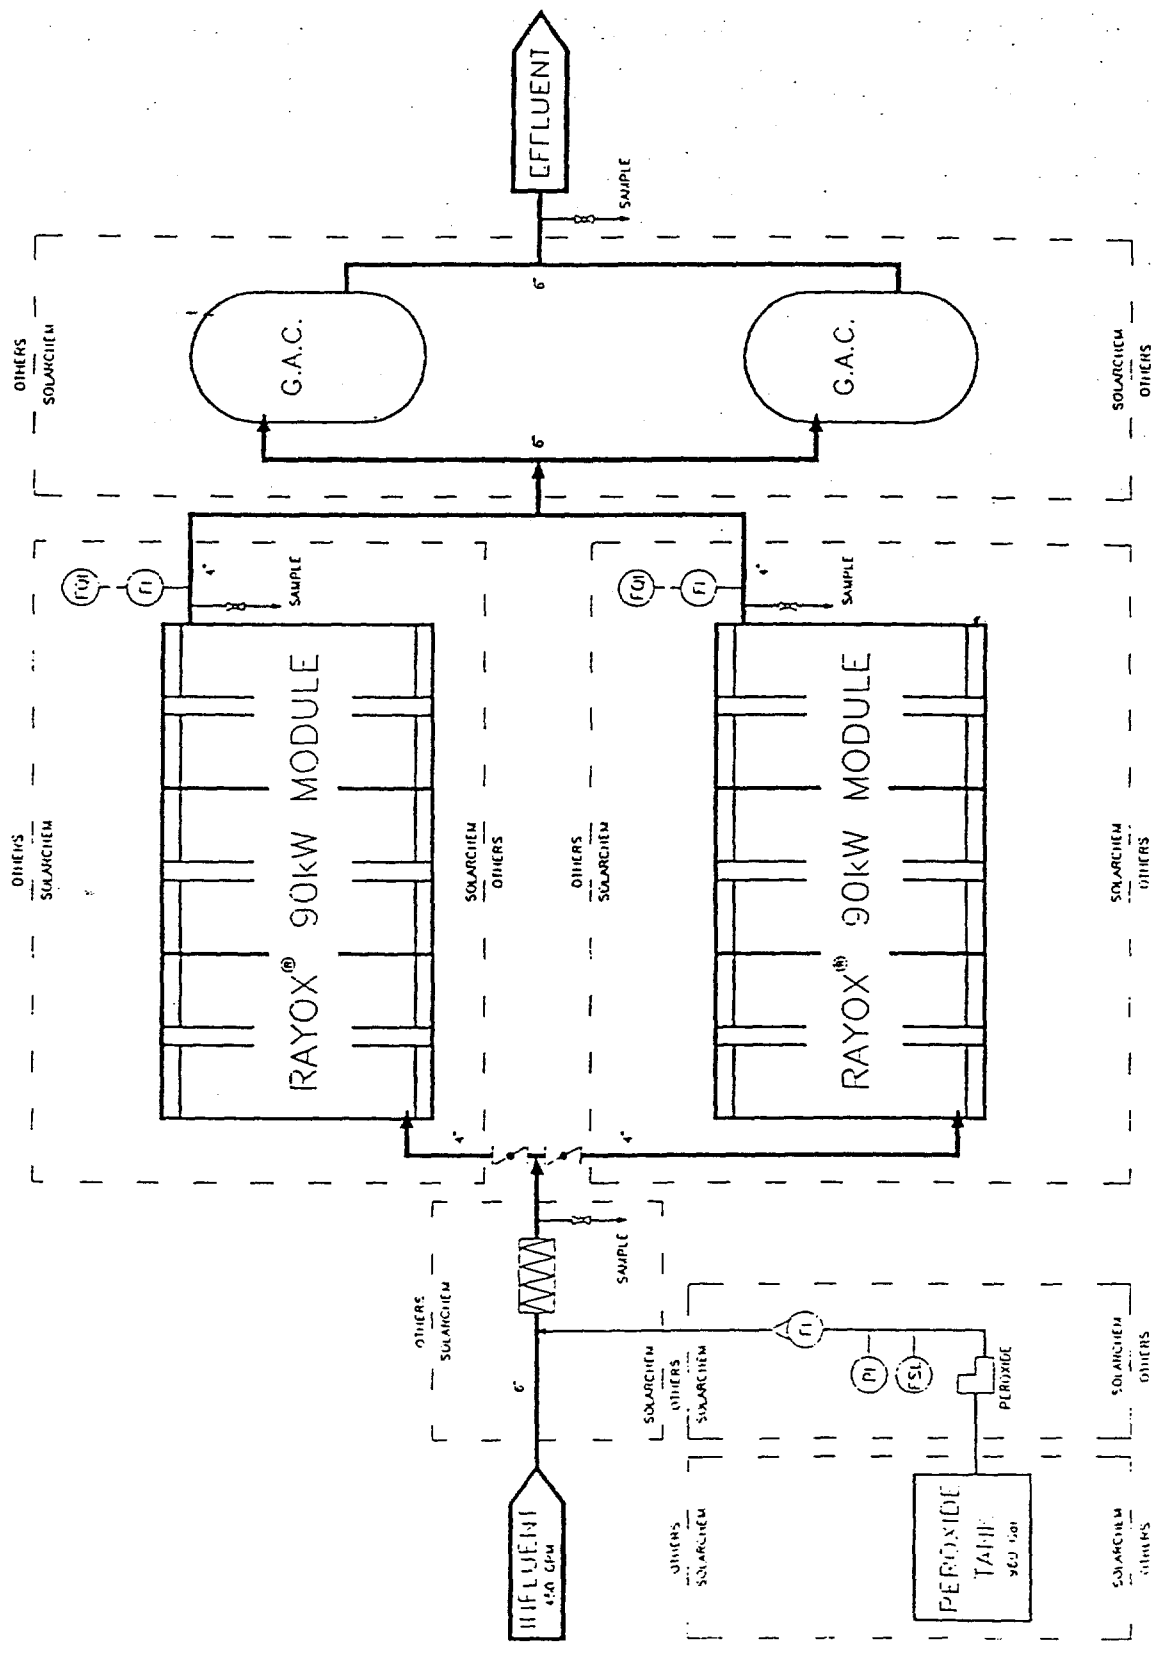 EFFLUENT
SAMPLE
OTHERS
SOLARCHEM
G.A.C.
G.A.C.
6"
6"
SOLARCHEM
OTHERS
FQI
FI
4"
SAMPLE
FQI
FI
4"
SAMPLE
OTHERS
SOLARCHEM
RAYOX® 90kW MODULE
SOLARCHEM
OTHERS
OTHERS
SOLARCHEM
RAYOX® 90kW MODULE
SOLARCHEM
OTHERS
4"
4"
SAMPLE
OTHERS
SOLARCHEM
6"
SOLARCHEM
OTHERS
SOLARCHEM
FI
PI
FSL
PEROXIDE
SOLARCHEM
OTHERS
INFLUENT
GPM
OTHERS
SOLARCHEM
PEROXIDE
TANK
SOLARCHEM
OTHERS